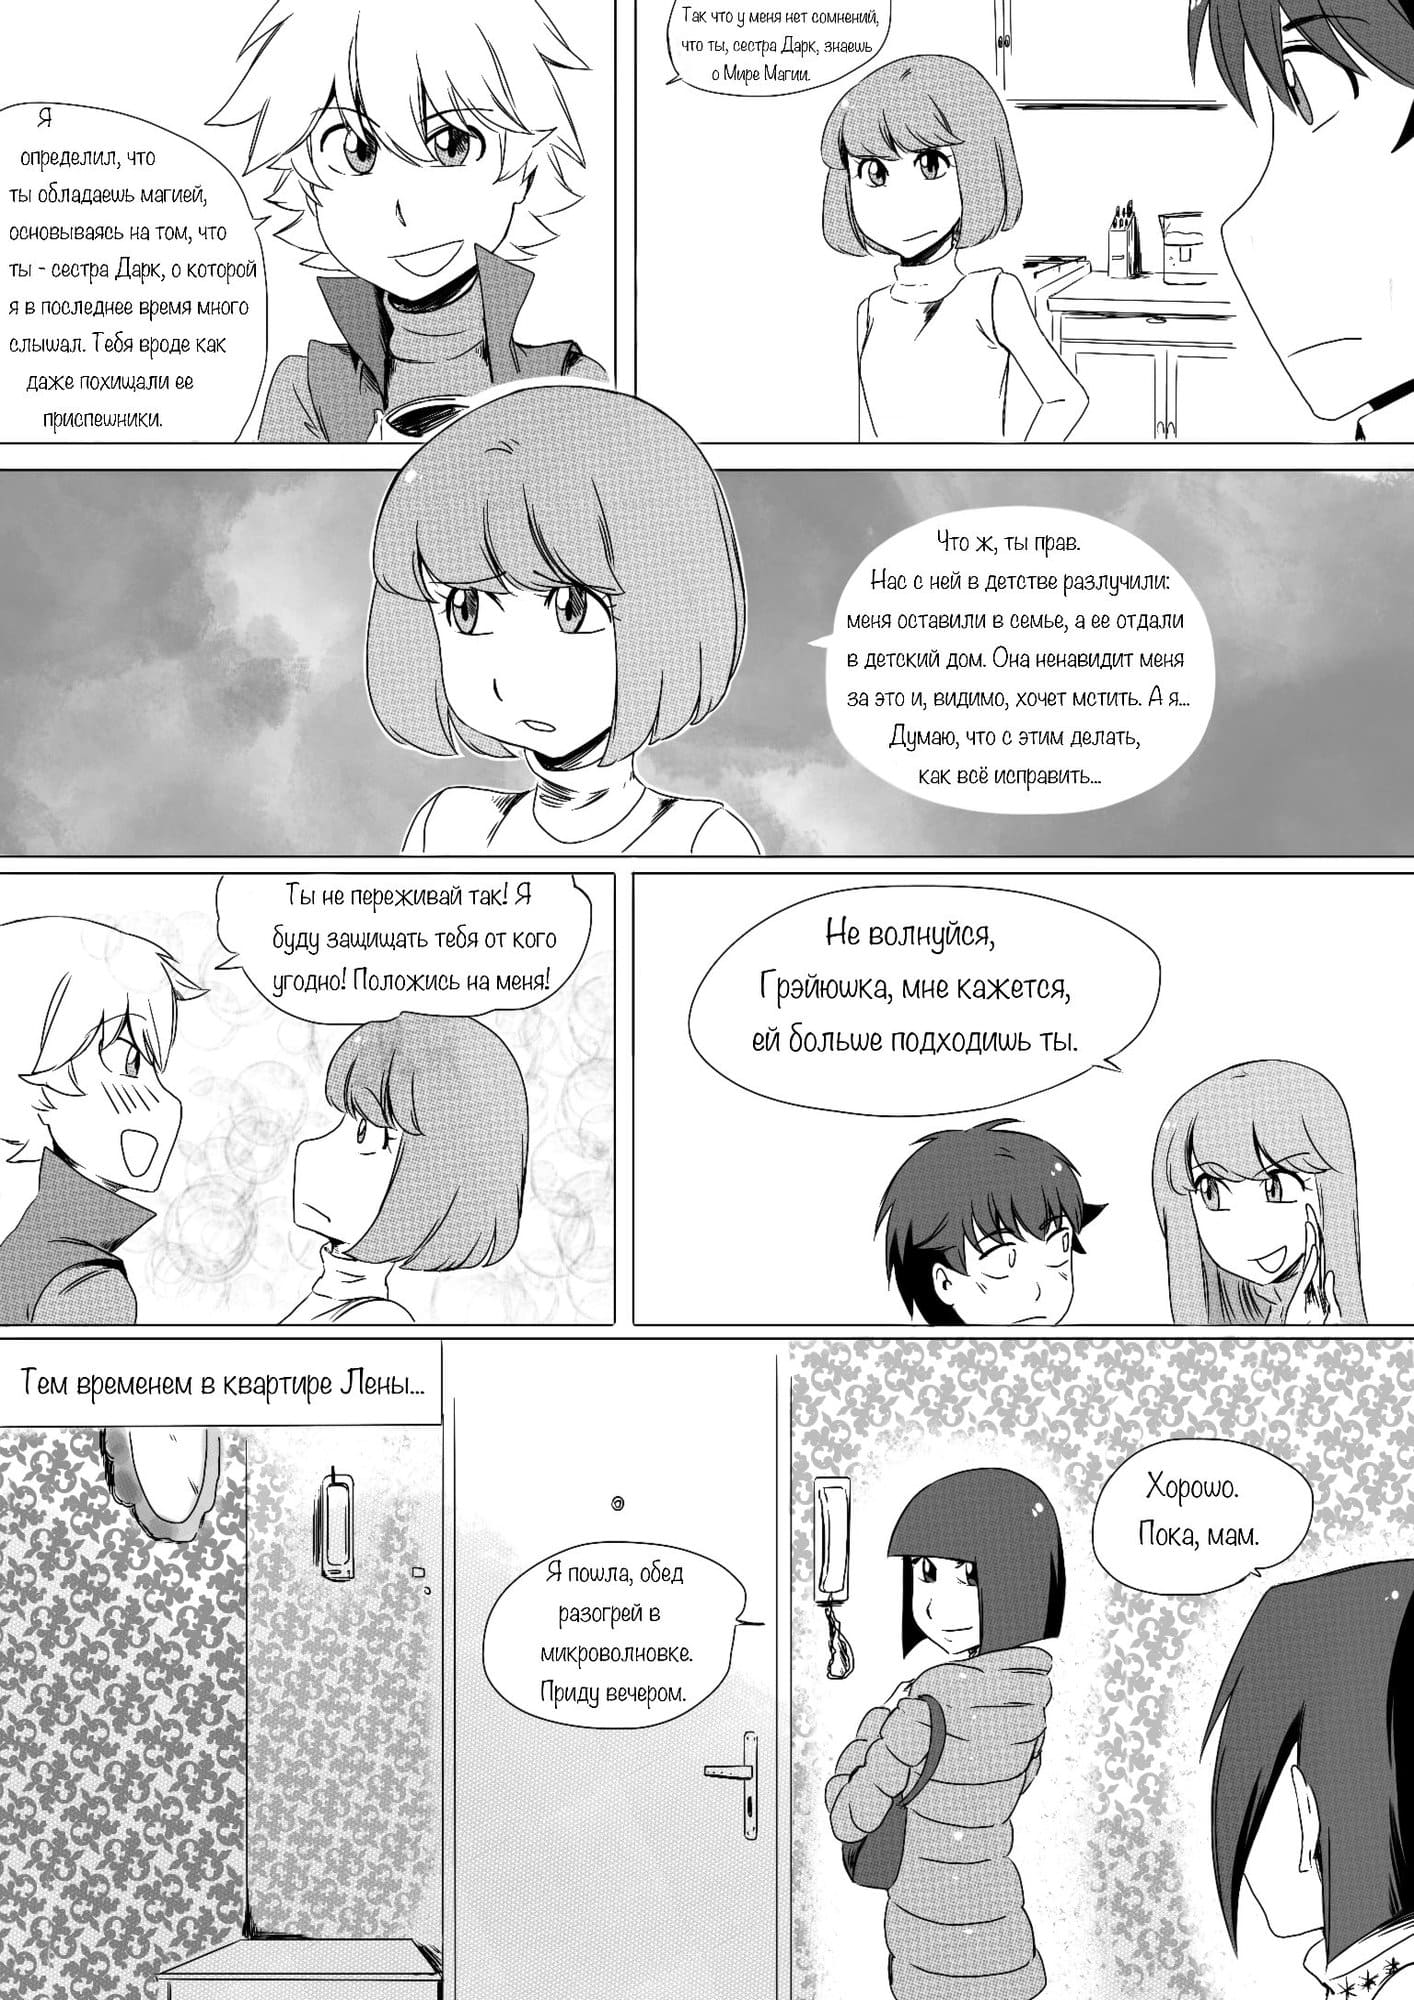 Я
определил, что
ты обладаешь магией,
основываясь на том, что
ты - сестра Дарк, о которой
я в последнее время много
слышал. Тебя вроде как
даже похищали ее
приспешники.
Так что у меня нет сомнений,
что ты, сестра Дарк, знаешь
о Мире Магии.
Что ж, ты прав.
Нас с ней в детстве разлучили:
меня оставили в семье, а ее отдали
в детский дом. Она ненавидит меня
за это и, видимо, хочет мстить. А я...
Думаю, что с этим делать,
как всё исправить...
Ты не переживай так! Я
буду защищать тебя от кого
угодно! Положись на меня!
Не волнуйся,
Грэйюшка, мне кажется,
ей больше подходишь ты.
Тем временем в квартире Лены...
Я пошла, обед
разогрей в
микроволновке.
Приду вечером.
Хорошо.
Пока, мам.